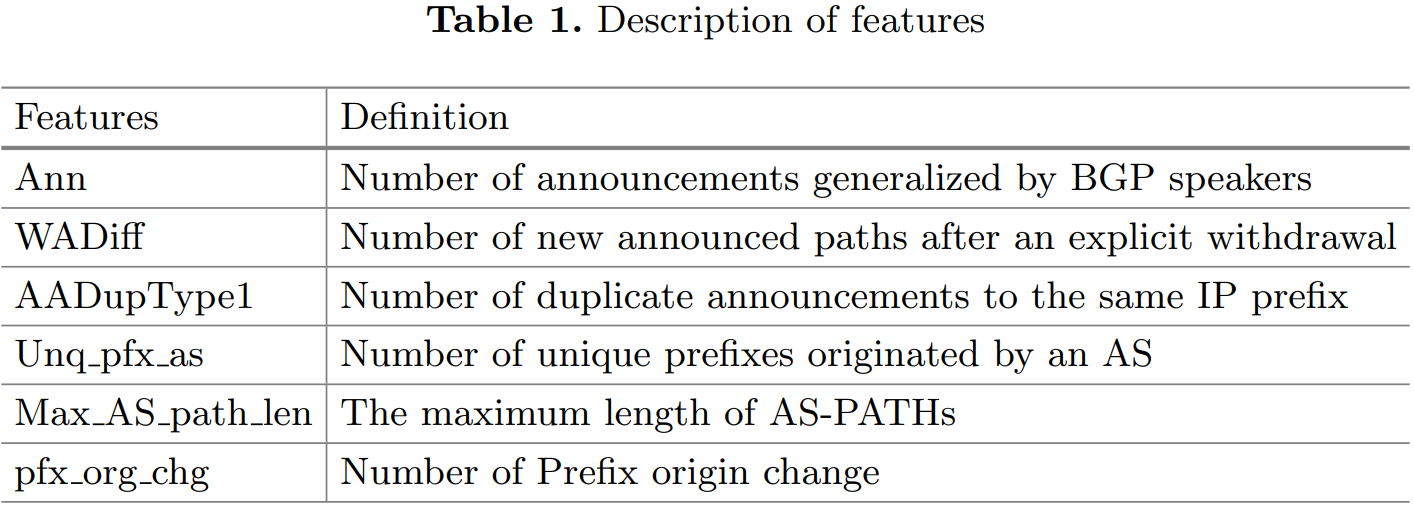 Table 1. Description of features
Features Definition
Ann Number of announcements generalized by BGP speakers
WADiff Number of new announced paths after an explicit withdrawal
AADupType1 Number of duplicate announcements to the same IP prefix
Unq_pfx_as Number of unique prefixes originated by an AS
Max_AS_path_len The maximum length of AS-PATHs
pfx_org_chg Number of Prefix origin change